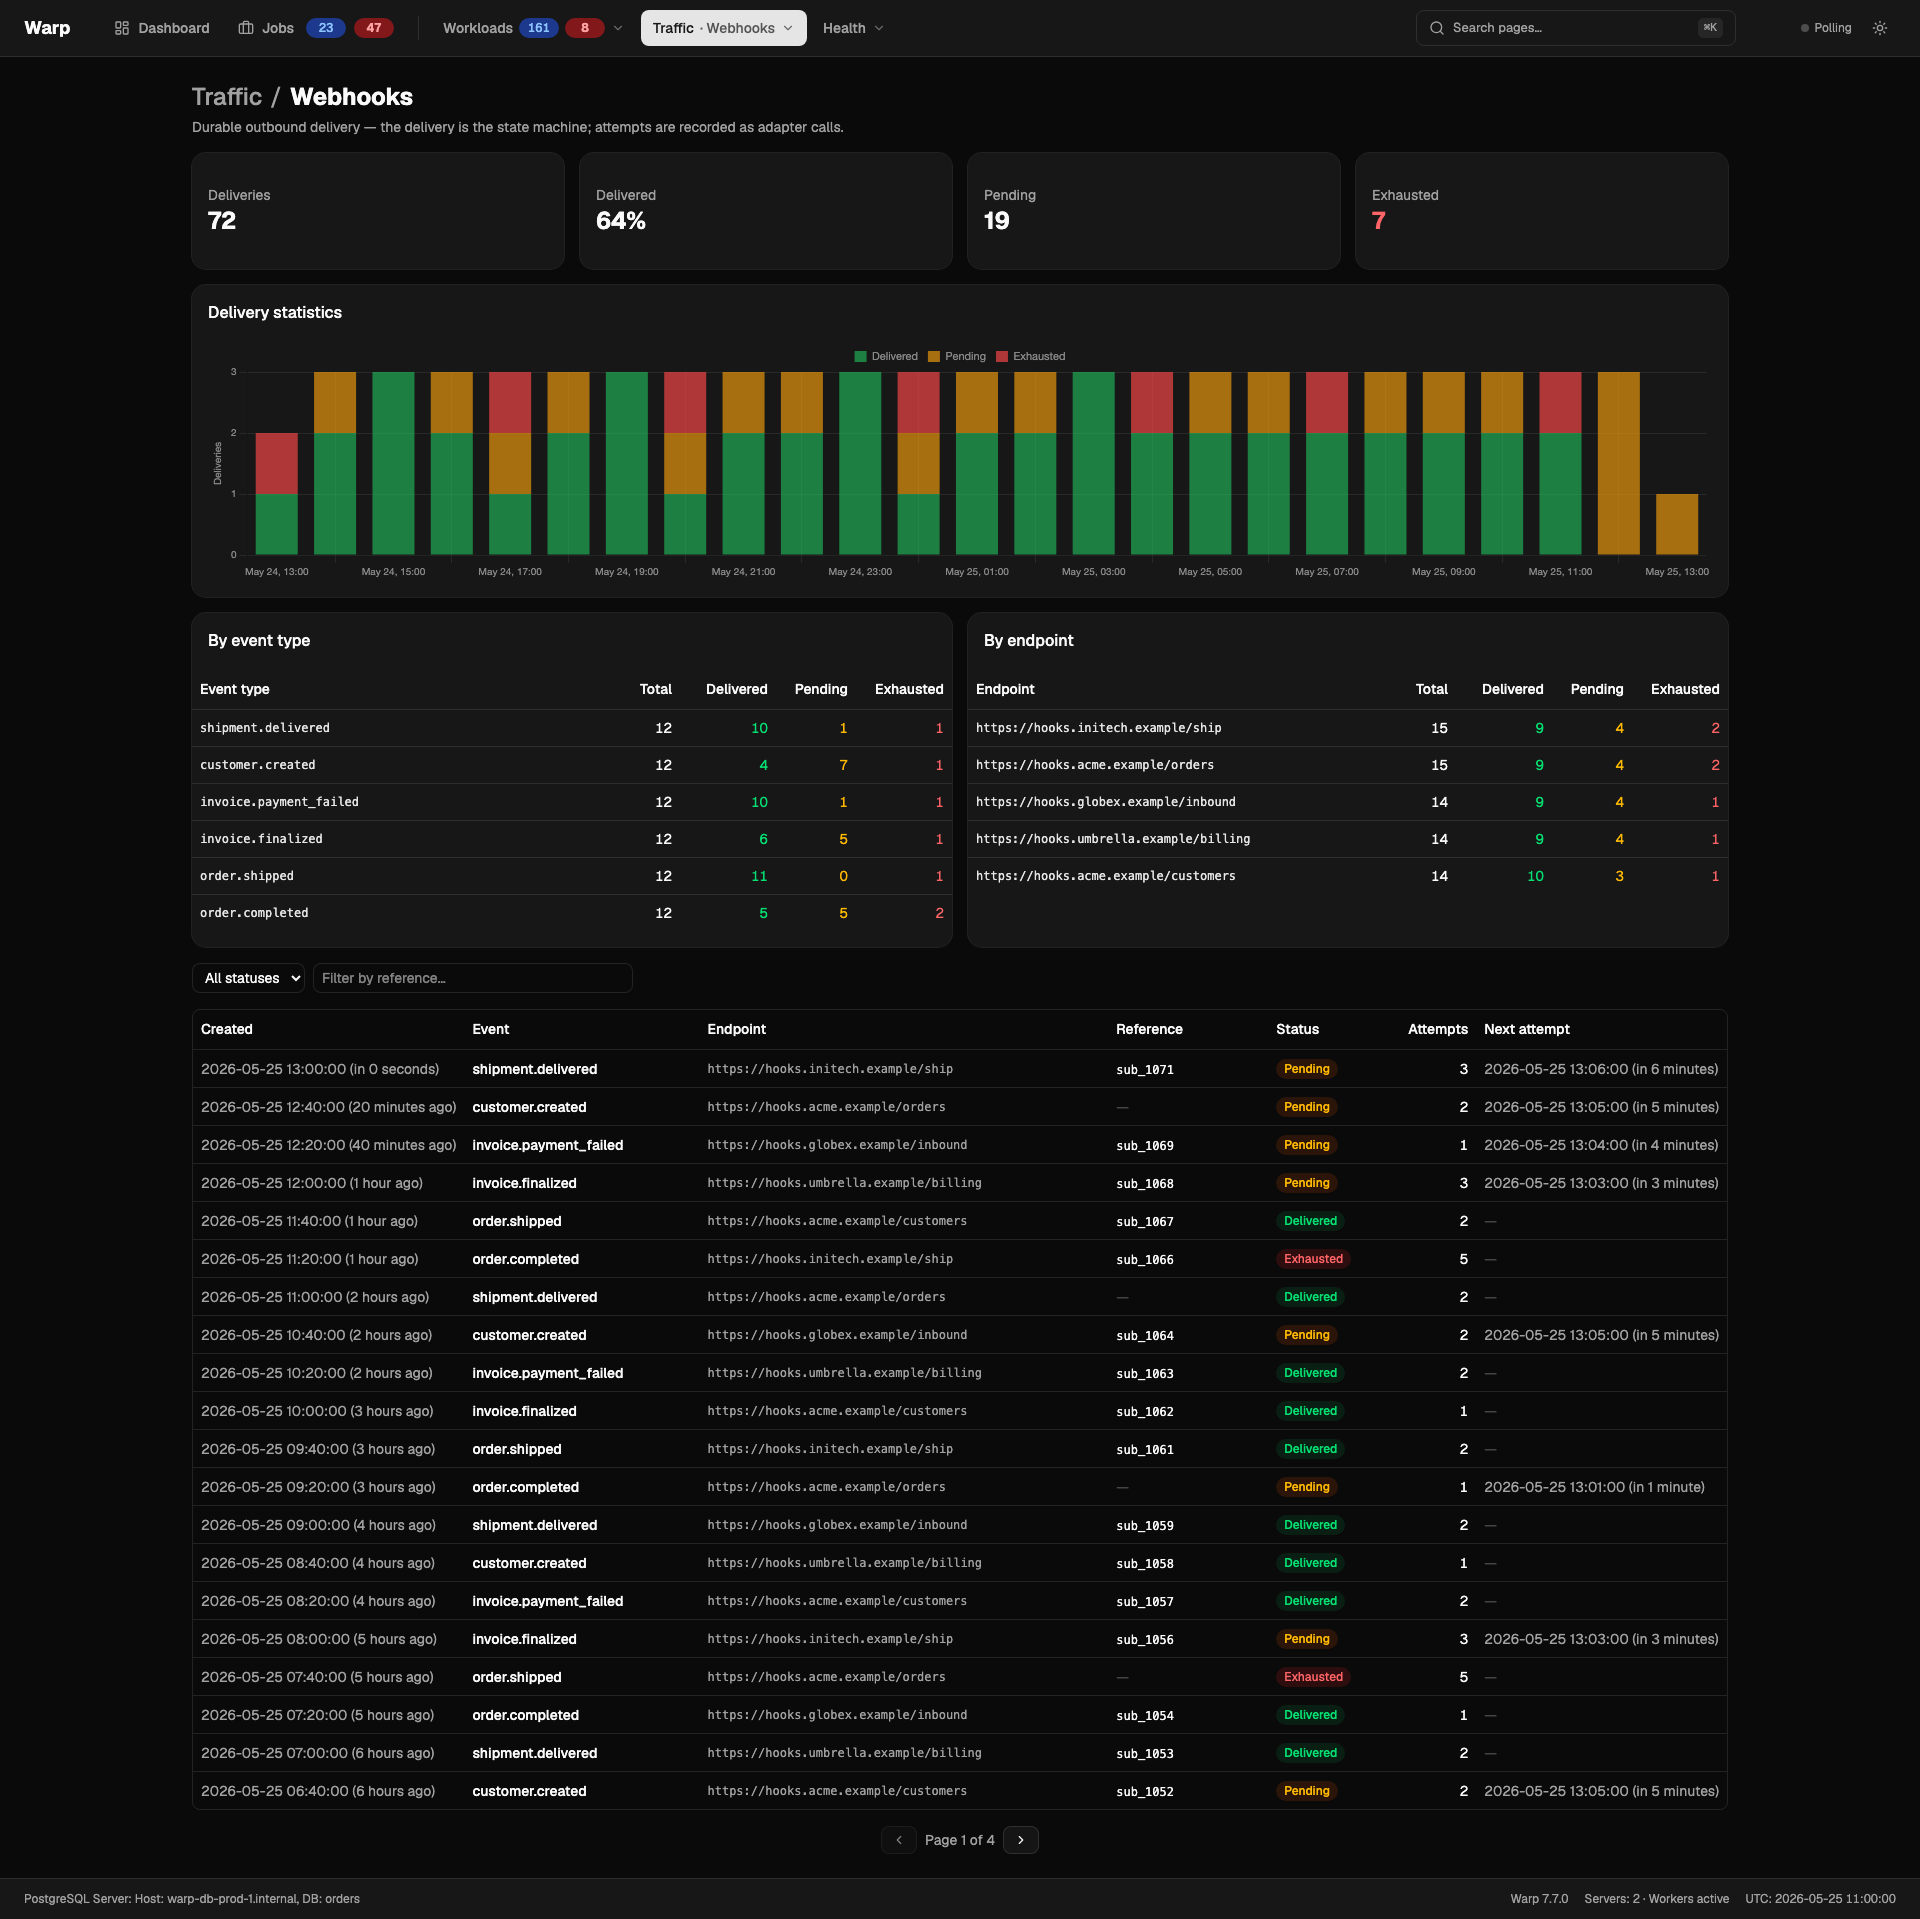 Warp Dashboard Jobs 23 47 Workloads 161 8 Traffic · Webhooks Health Search pages... ⌘K Polling
Traffic / Webhooks
Durable outbound delivery — the delivery is the state machine; attempts are recorded as adapter calls.
Deliveries
72
Delivered
64%
Pending
19
Exhausted
7
Delivery statistics
Delivered Pending Exhausted
Deliveries
3
2
1
0
May 24, 13:00 May 24, 15:00 May 24, 17:00 May 24, 19:00 May 24, 21:00 May 24, 23:00 May 25, 01:00 May 25, 03:00 May 25, 05:00 May 25, 07:00 May 25, 09:00 May 25, 11:00 May 25, 13:00
By event type
Event type Total Delivered Pending Exhausted
shipment.delivered 12 10 1 1
customer.created 12 4 7 1
invoice.payment_failed 12 10 1 1
invoice.finalized 12 6 5 1
order.shipped 12 11 0 1
order.completed 12 5 5 2
By endpoint
Endpoint Total Delivered Pending Exhausted
https://hooks.initech.example/ship 15 9 4 2
https://hooks.acme.example/orders 15 9 4 2
https://hooks.globex.example/inbound 14 9 4 1
https://hooks.umbrella.example/billing 14 9 4 1
https://hooks.acme.example/customers 14 10 3 1
All statuses Filter by reference...
Created Event Endpoint Reference Status Attempts Next attempt
2026-05-25 13:00:00 (in 0 seconds) shipment.delivered https://hooks.initech.example/ship sub_1071 Pending 3 2026-05-25 13:06:00 (in 6 minutes)
2026-05-25 12:40:00 (20 minutes ago) customer.created https://hooks.acme.example/orders — Pending 2 2026-05-25 13:05:00 (in 5 minutes)
2026-05-25 12:20:00 (40 minutes ago) invoice.payment_failed https://hooks.globex.example/inbound sub_1069 Pending 1 2026-05-25 13:04:00 (in 4 minutes)
2026-05-25 12:00:00 (1 hour ago) invoice.finalized https://hooks.umbrella.example/billing sub_1068 Pending 3 2026-05-25 13:03:00 (in 3 minutes)
2026-05-25 11:40:00 (1 hour ago) order.shipped https://hooks.acme.example/customers sub_1067 Delivered 2 —
2026-05-25 11:20:00 (1 hour ago) order.completed https://hooks.initech.example/ship sub_1066 Exhausted 5 —
2026-05-25 11:00:00 (2 hours ago) shipment.delivered https://hooks.acme.example/orders — Delivered 2 —
2026-05-25 10:40:00 (2 hours ago) customer.created https://hooks.globex.example/inbound sub_1064 Pending 2 2026-05-25 13:05:00 (in 5 minutes)
2026-05-25 10:20:00 (2 hours ago) invoice.payment_failed https://hooks.umbrella.example/billing sub_1063 Delivered 2 —
2026-05-25 10:00:00 (3 hours ago) invoice.finalized https://hooks.acme.example/customers sub_1062 Delivered 1 —
2026-05-25 09:40:00 (3 hours ago) order.shipped https://hooks.initech.example/ship sub_1061 Delivered 2 —
2026-05-25 09:20:00 (3 hours ago) order.completed https://hooks.acme.example/orders — Pending 1 2026-05-25 13:01:00 (in 1 minute)
2026-05-25 09:00:00 (4 hours ago) shipment.delivered https://hooks.globex.example/inbound sub_1059 Delivered 2 —
2026-05-25 08:40:00 (4 hours ago) customer.created https://hooks.umbrella.example/billing sub_1058 Delivered 1 —
2026-05-25 08:20:00 (4 hours ago) invoice.payment_failed https://hooks.acme.example/customers sub_1057 Delivered 2 —
2026-05-25 08:00:00 (5 hours ago) invoice.finalized https://hooks.initech.example/ship sub_1056 Pending 3 2026-05-25 13:03:00 (in 3 minutes)
2026-05-25 07:40:00 (5 hours ago) order.shipped https://hooks.acme.example/orders — Exhausted 5 —
2026-05-25 07:20:00 (5 hours ago) order.completed https://hooks.globex.example/inbound sub_1054 Delivered 1 —
2026-05-25 07:00:00 (6 hours ago) shipment.delivered https://hooks.umbrella.example/billing sub_1053 Delivered 2 —
2026-05-25 06:40:00 (6 hours ago) customer.created https://hooks.acme.example/customers sub_1052 Pending 2 2026-05-25 13:05:00 (in 5 minutes)
Page 1 of 4
PostgreSQL Server: Host: warp-db-prod-1.internal, DB: orders Warp 7.7.0 Servers: 2 · Workers active UTC: 2026-05-25 11:00:00